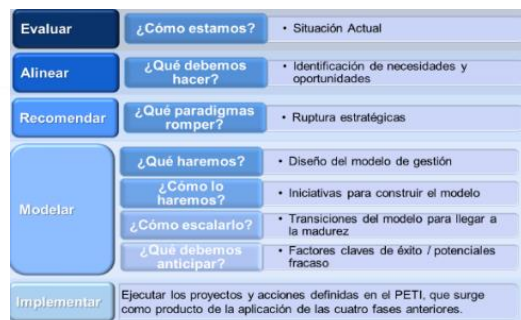 Evaluar
¿Cómo estamos?
• Situación Actual
Alinear
¿Qué debemos
hacer?
• Identificación de necesidades y
oportunidades
Recomendar
¿Qué paradigmas
romper?
• Ruptura estratégicas
Modelar
¿Qué haremos?
• Diseño del modelo de gestión
¿Cómo lo
haremos?
• Iniciativas para construir el modelo
¿Cómo escalarlo?
• Transiciones del modelo para llegar a
la madurez
¿Qué debemos
anticipar?
• Factores claves de éxito / potenciales
fracaso
Implementar
Ejecutar los proyectos y acciones definidas en el PETI, que surge
como producto de la aplicación de las cuatro fases anteriores.